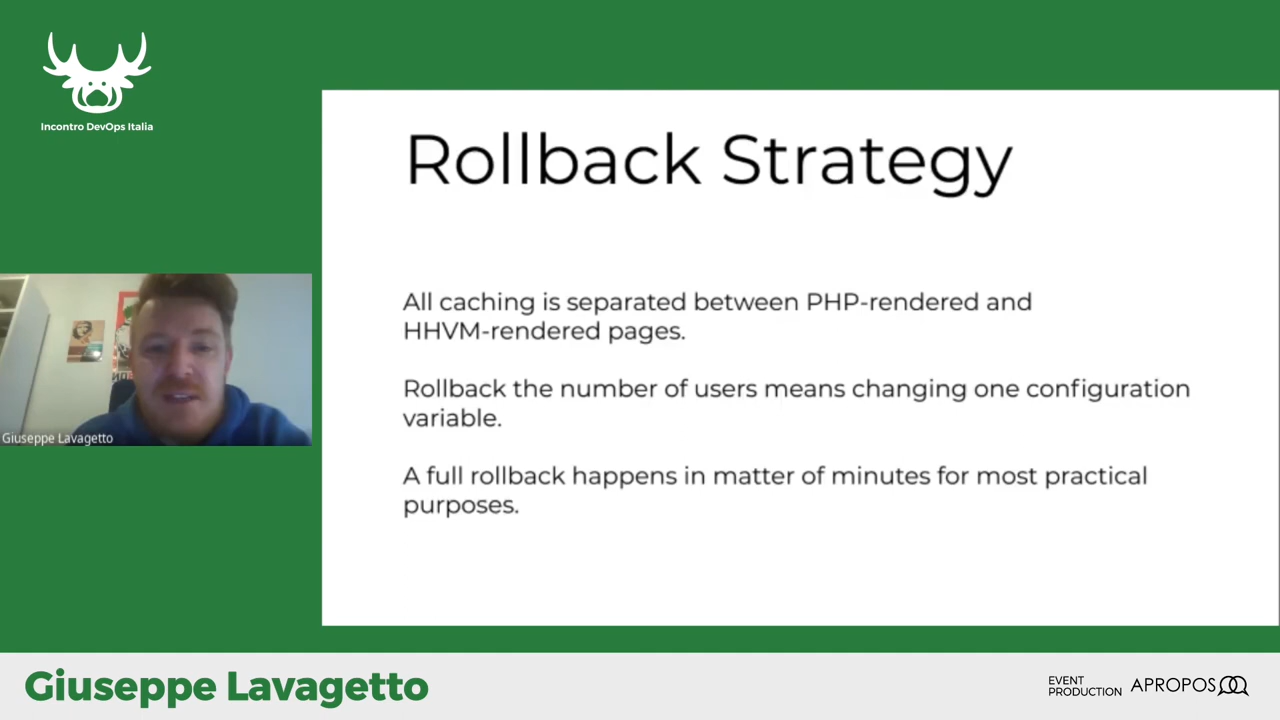 Incontro DevOps Italia
Rollback Strategy
All caching is separated between PHP-rendered and
HHVM-rendered pages.
Rollback the number of users means changing one configuration
variable.
A full rollback happens in matter of minutes for most practical
purposes.
Giuseppe Lavagetto
Giuseppe Lavagetto
EVENT
PRODUCTION
APROPOS